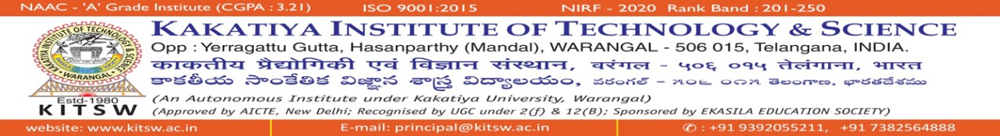 NAAC - 'A' Grade Institute (CGPA : 3.21) ISO 9001:2015 NIRF - 2020 Rank Band : 201-250
KAKATIYA INSTITUTE OF TECHNOLOGY & SCIENCE
Opp : Yerragattu Gutta, Hasanparthy (Mandal), WARANGAL - 506 015, Telangana, INDIA.
काकतीय प्रैद्योगिकी एवं विज्ञान संस्थान, वरंगल - ५०६ ०१५ तेलंगाना, भारत
కాకతీయ సాంకేతిక విజ్ఞాన శాస్త్ర విద్యాలయం, వరంగల్ - ౫౦౬ ౦౧౫ తెలంగాణ, భారతదేశము
(An Autonomous Institute under Kakatiya University, Warangal)
(Approved by AICTE, New Delhi; Recognised by UGC under 2(f) & 12(B); Sponsored by EKASILA EDUCATION SOCIETY)
KAKATIYA INSTITUTE OF TECHNOLOGY & SCIENCE
EKASILA EDUCATION SOCIETY
WARANGAL
Estd-1980
KITSW
website: www.kitsw.ac.in E-mail: principal@kitsw.ac.in ✆ : +91 9392055211, +91 7382564888